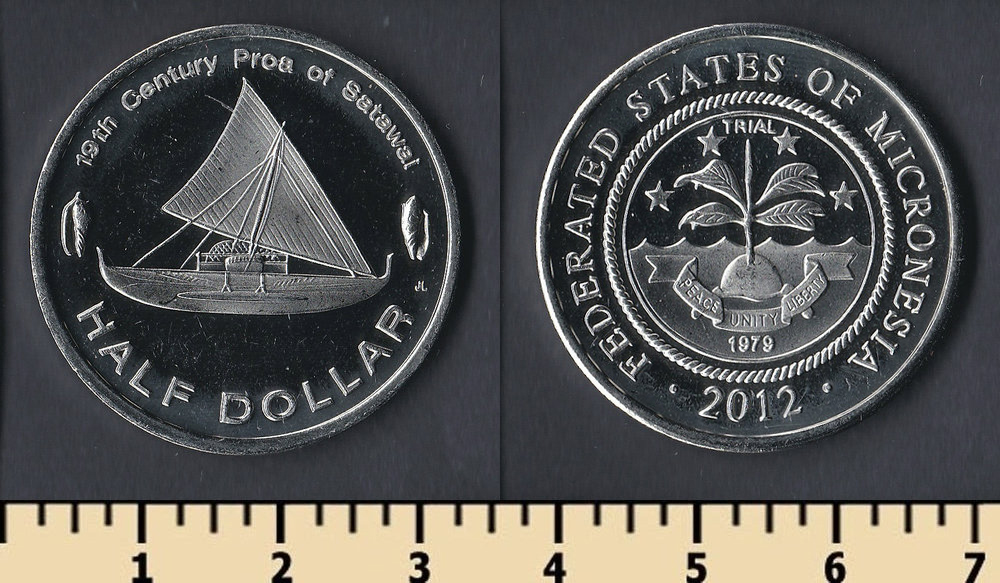 19th Century Proa of Satawal
JL
HALF DOLLAR
FEDERATED STATES OF MICRONESIA
TRIAL
PEACE UNITY LIBERTY
1979
· 2012 ·
1 2 3 4 5 6 7